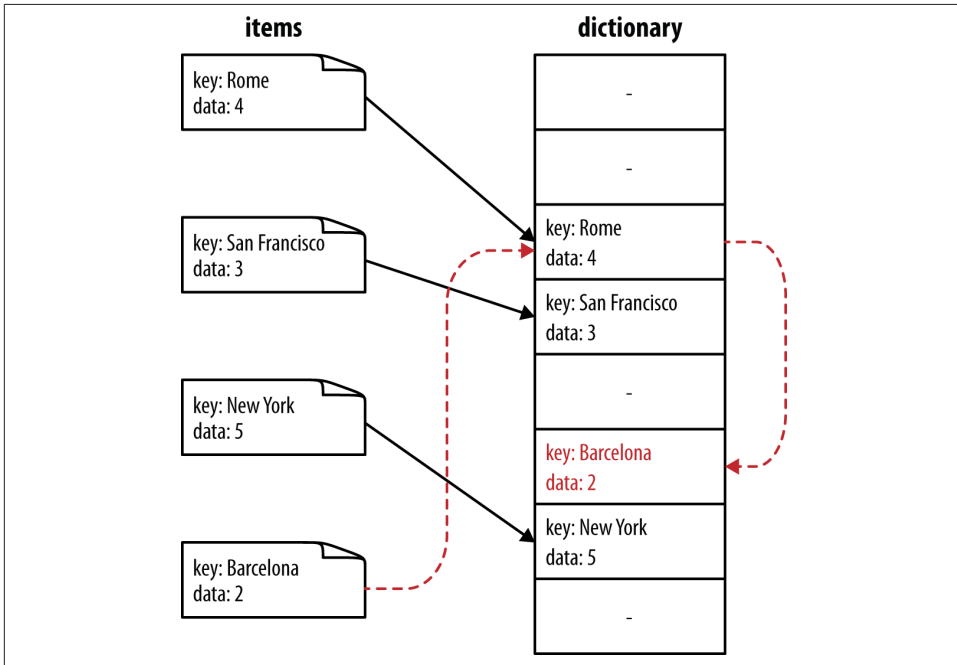 items
key: Rome
data: 4
key: San Francisco
data: 3
key: New York
data: 5
key: Barcelona
data: 2
dictionary
-
-
key: Rome
data: 4
key: San Francisco
data: 3
-
key: Barcelona
data: 2
key: New York
data: 5
-